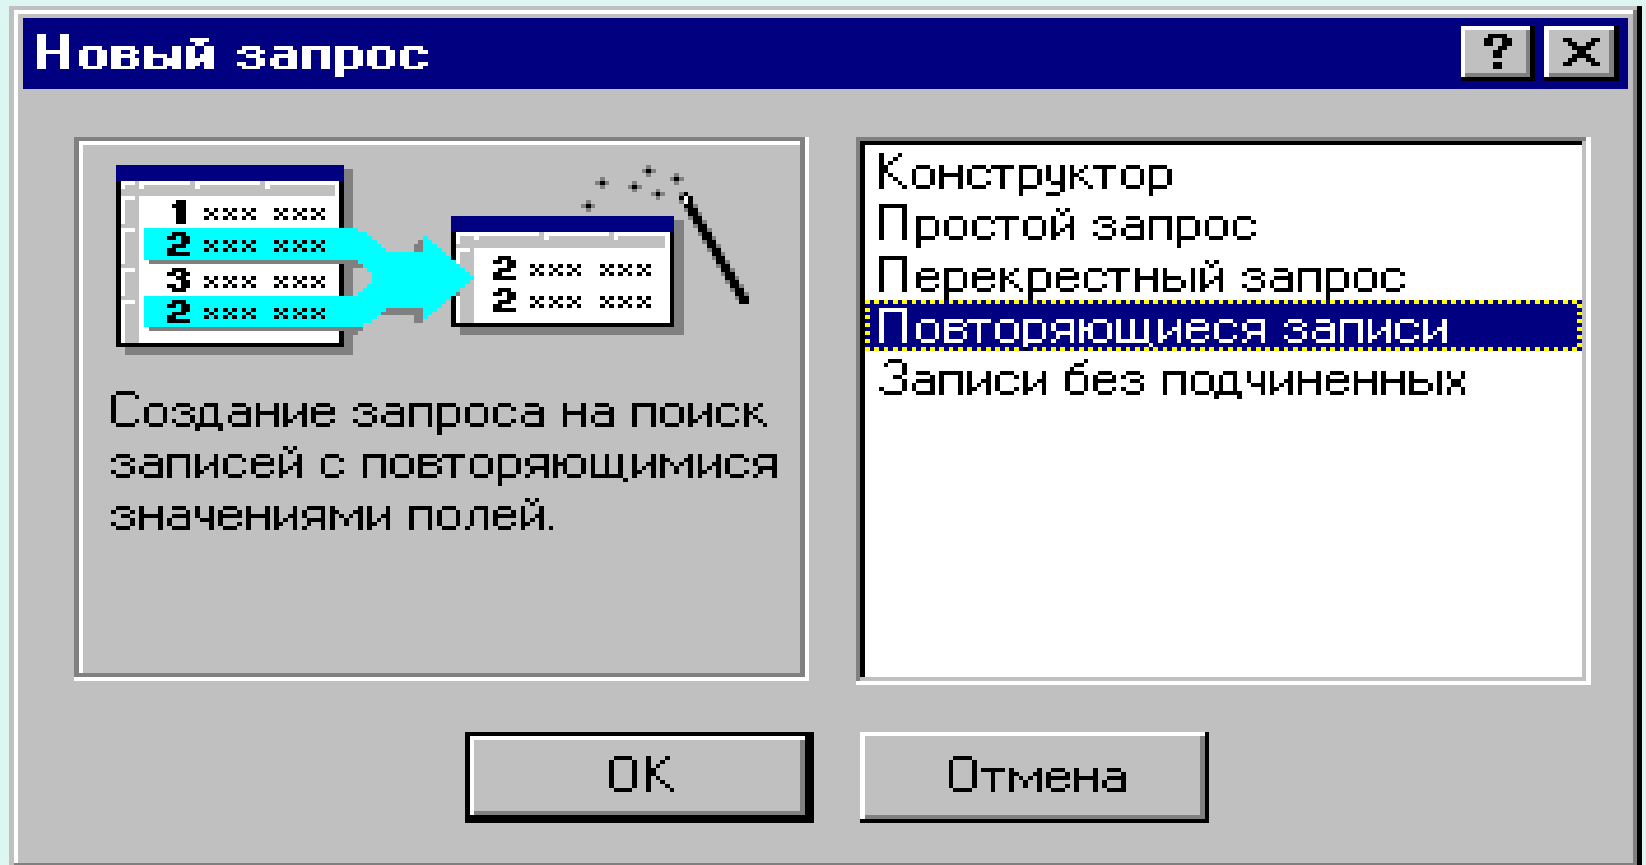 Новый запрос
1 xxx xxx
2 xxx xxx
3 xxx xxx
2 xxx xxx
2 xxx xxx
2 xxx xxx
Создание запроса на поиск
записей с повторяющимися
значениями полей.
Конструктор
Простой запрос
Перекрестный запрос
Повторяющиеся записи
Записи без подчиненных
OK
Отмена